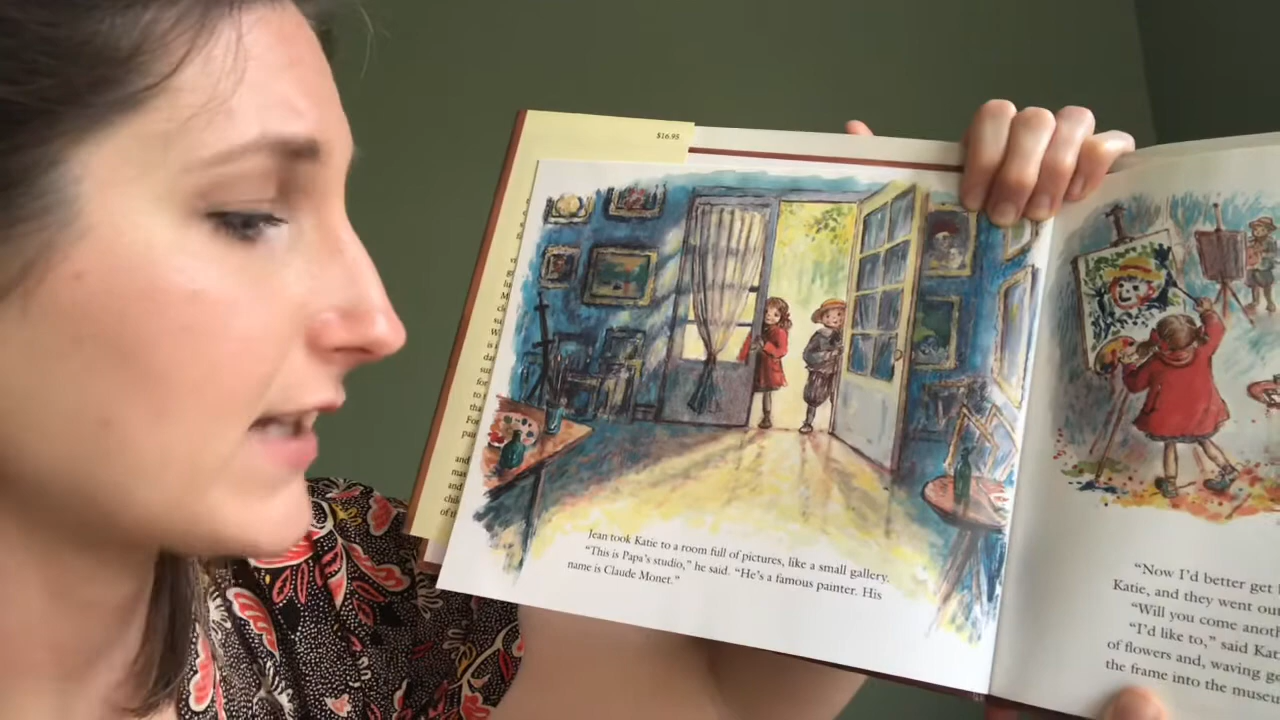 $16.95
Jean took Katie to a room full of pictures, like a small gallery.
"This is Papa's studio," he said. "He's a famous painter. His
name is Claude Monet."
"Now I'd better get
Katie, and they went out
"Will you come anoth
"I'd like to," said Kat
of flowers and, waving go
the frame into the museu